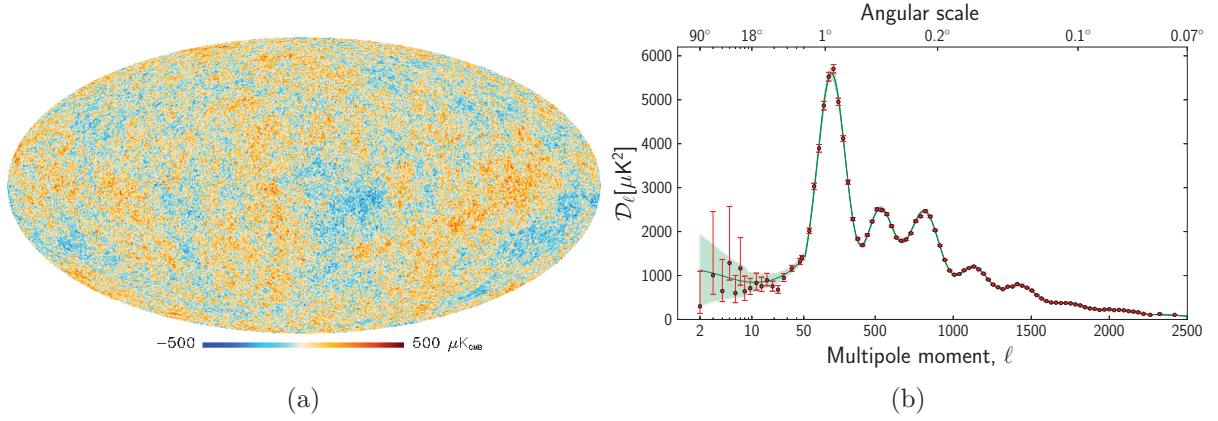 −500 500 μK_CMB
(a)
Angular scale
90° 18° 1° 0.2° 0.1° 0.07°
6000
5000
4000
3000
2000
1000
0
𝒟ℓ[μK²]
2 10 50 500 1000 1500 2000 2500
Multipole moment, ℓ
(b)